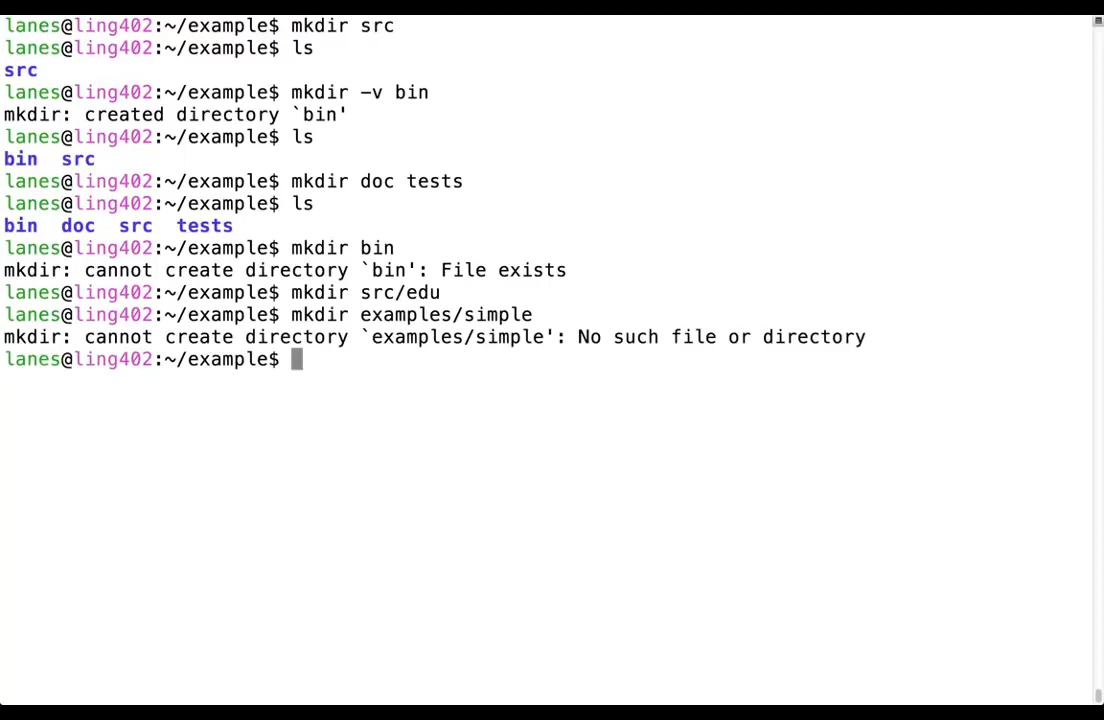 lanes@ling402:~/example$ mkdir src
lanes@ling402:~/example$ ls
src
lanes@ling402:~/example$ mkdir -v bin
mkdir: created directory `bin'
lanes@ling402:~/example$ ls
bin  src
lanes@ling402:~/example$ mkdir doc tests
lanes@ling402:~/example$ ls
bin  doc  src  tests
lanes@ling402:~/example$ mkdir bin
mkdir: cannot create directory `bin': File exists
lanes@ling402:~/example$ mkdir src/edu
lanes@ling402:~/example$ mkdir examples/simple
mkdir: cannot create directory `examples/simple': No such file or directory
lanes@ling402:~/example$